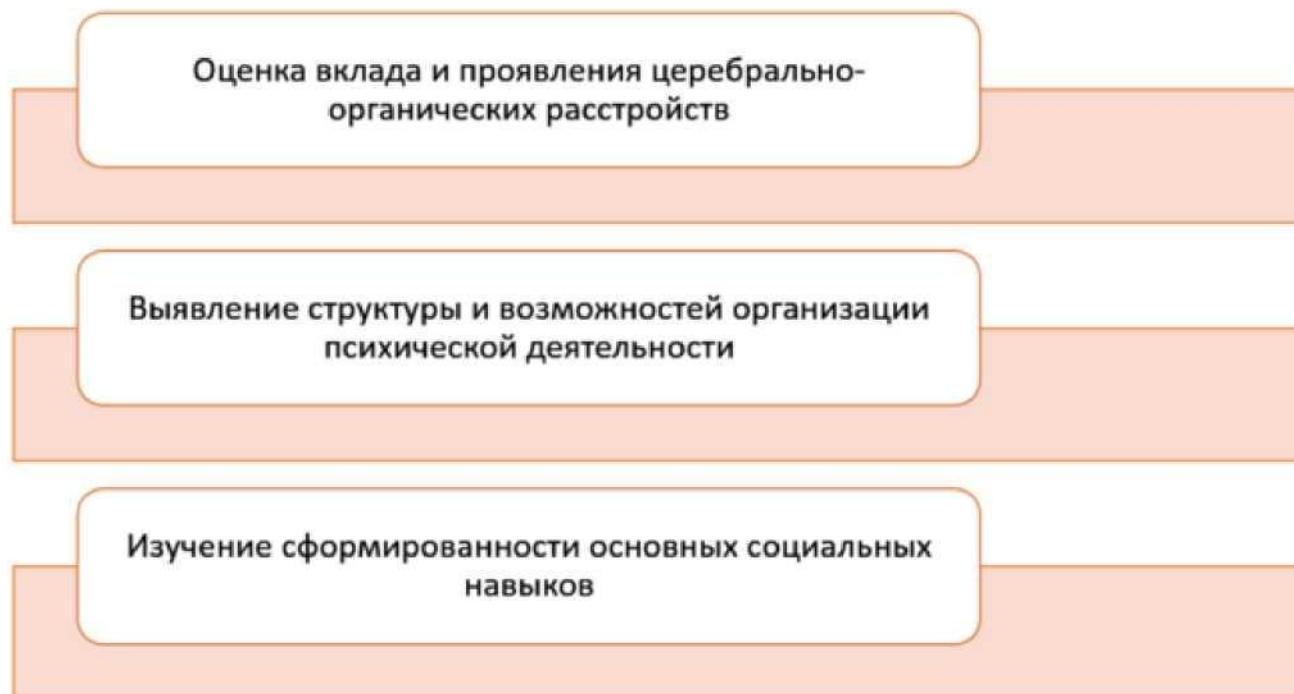 Оценка вклада и проявления церебрально-
органических расстройств
Выявление структуры и возможностей организации
психической деятельности
Изучение сформированности основных социальных
навыков